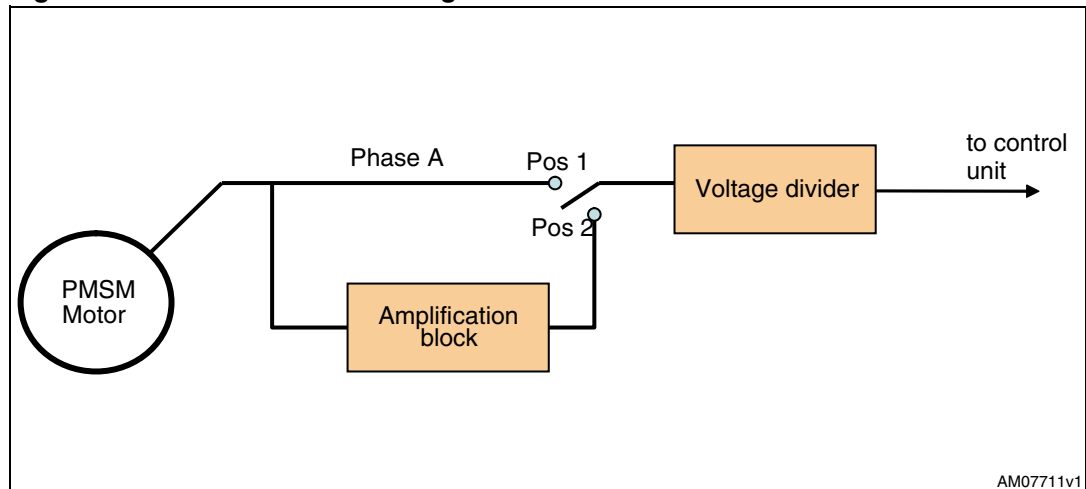 Phase A
Pos 1
Pos 2
Voltage divider
to control
unit
PMSM
Motor
Amplification
block
AM07711v1